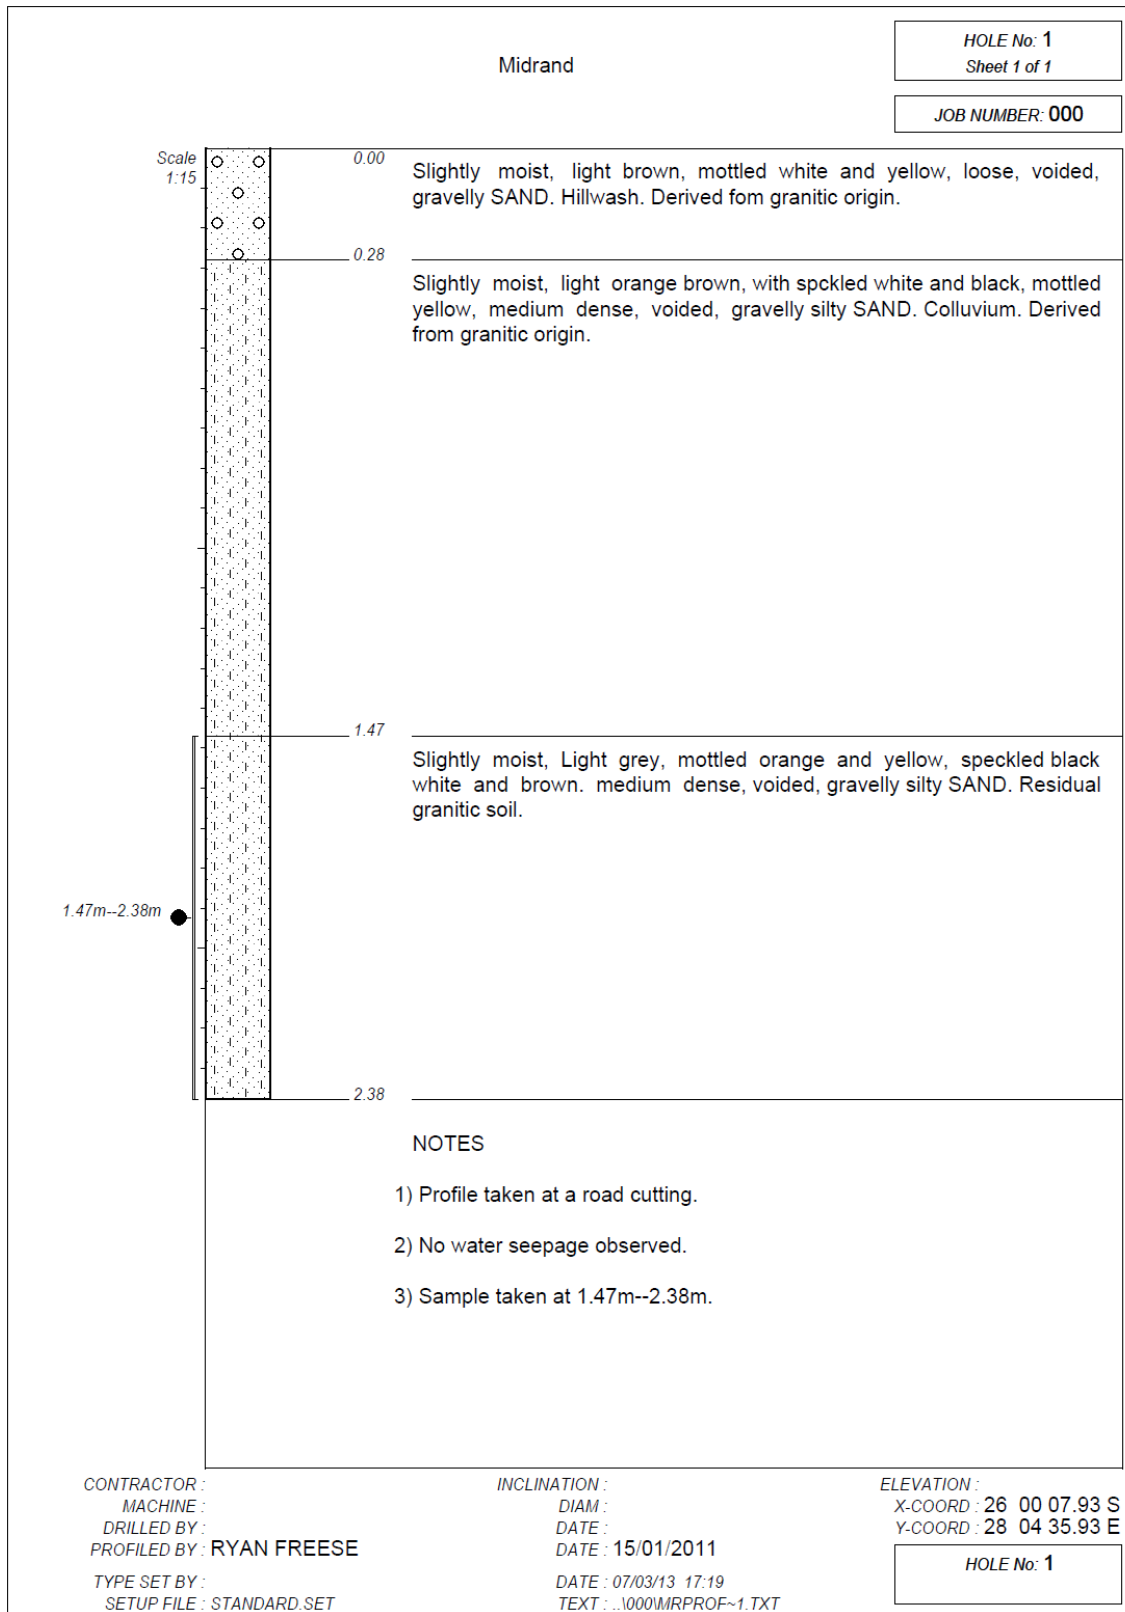 Midrand
HOLE No: 1
Sheet 1 of 1
JOB NUMBER: 000
Scale
1:15
0.00
Slightly moist, light brown, mottled white and yellow, loose, voided,
gravelly SAND. Hillwash. Derived fom granitic origin.
0.28
Slightly moist, light orange brown, with spckled white and black, mottled
yellow, medium dense, voided, gravelly silty SAND. Colluvium. Derived
from granitic origin.
1.47
Slightly moist, Light grey, mottled orange and yellow, speckled black
white and brown. medium dense, voided, gravelly silty SAND. Residual
granitic soil.
1.47m--2.38m
2.38
NOTES
1) Profile taken at a road cutting.
2) No water seepage observed.
3) Sample taken at 1.47m--2.38m.
CONTRACTOR :
MACHINE :
DRILLED BY :
PROFILED BY : RYAN FREESE
TYPE SET BY :
SETUP FILE : STANDARD.SET
INCLINATION :
DIAM :
DATE :
DATE : 15/01/2011
DATE : 07/03/13 17:19
TEXT : ..\000\MRPROF~1.TXT
ELEVATION :
X-COORD : 26 00 07.93 S
Y-COORD : 28 04 35.93 E
HOLE No: 1